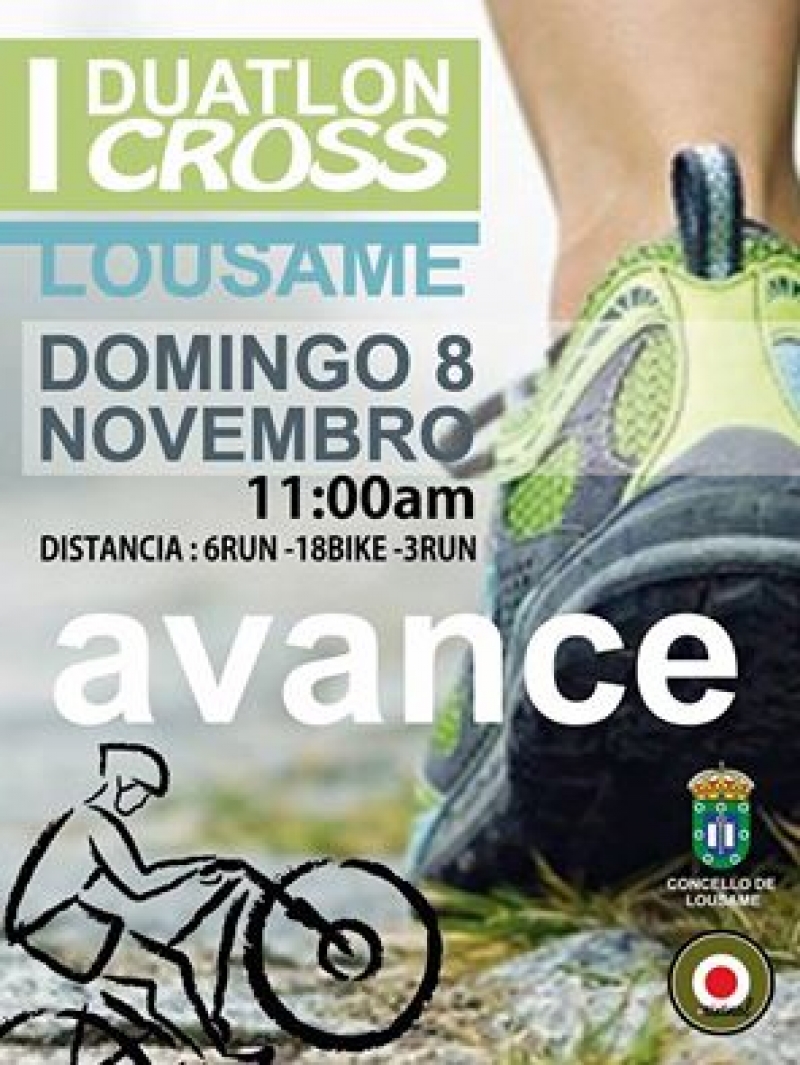 I DUATLON
CROSS
LOUSAME
DOMINGO 8
NOVEMBRO
11:00am
DISTANCIA : 6RUN -18BIKE -3RUN
avance
CONCELLO DE
LOUSAME